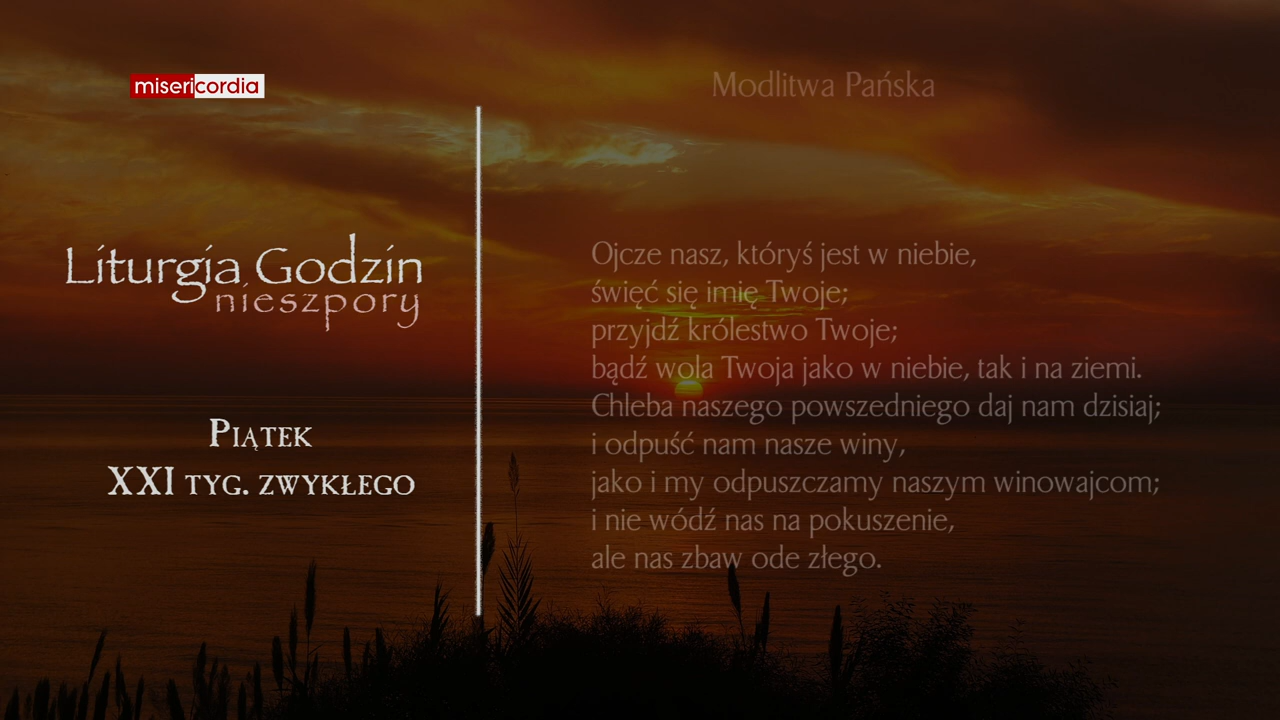 misericordia
Liturgia Godzin
nieszpory
Piątek
XXI tyg. zwykłego
Modlitwa Pańska
Ojcze nasz, któryś jest w niebie,
święć się imię Twoje;
przyjdź królestwo Twoje;
bądź wola Twoja jako w niebie, tak i na ziemi.
Chleba naszego powszedniego daj nam dzisiaj;
i odpuść nam nasze winy,
jako i my odpuszczamy naszym winowajcom;
i nie wódź nas na pokuszenie,
ale nas zbaw ode złego.